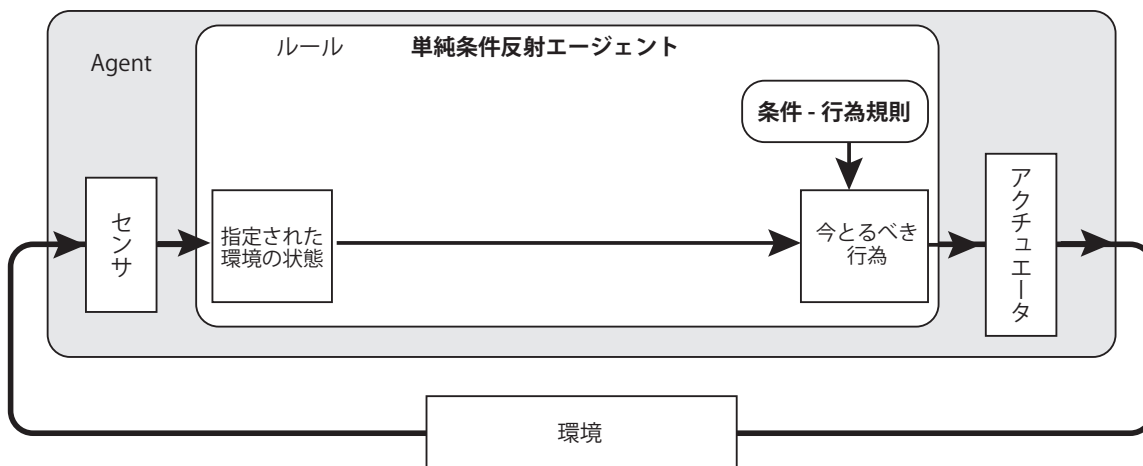 ルール
単純条件反射エージェント
Agent
条件 - 行為規則
センサ
指定された
環境の状態
今とるべき
行為
アクチュエータ
環境